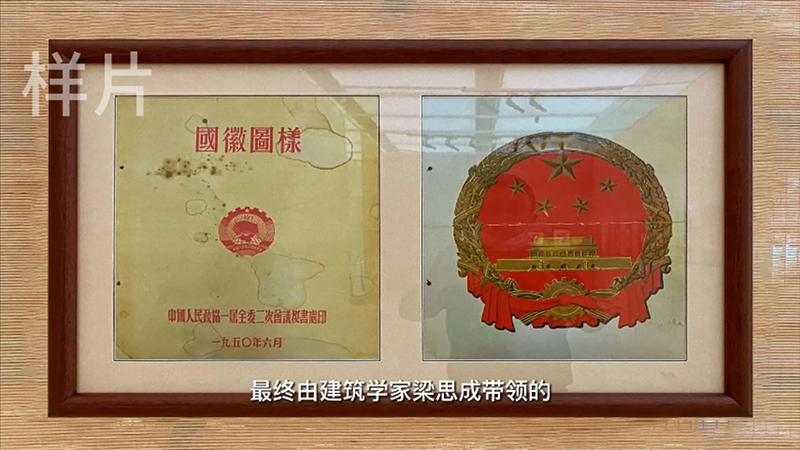 样片
國徽圖樣
中國人民政協一届全委二次會議秘書處印
一九五〇年六月
最终由建筑学家梁思成带领的